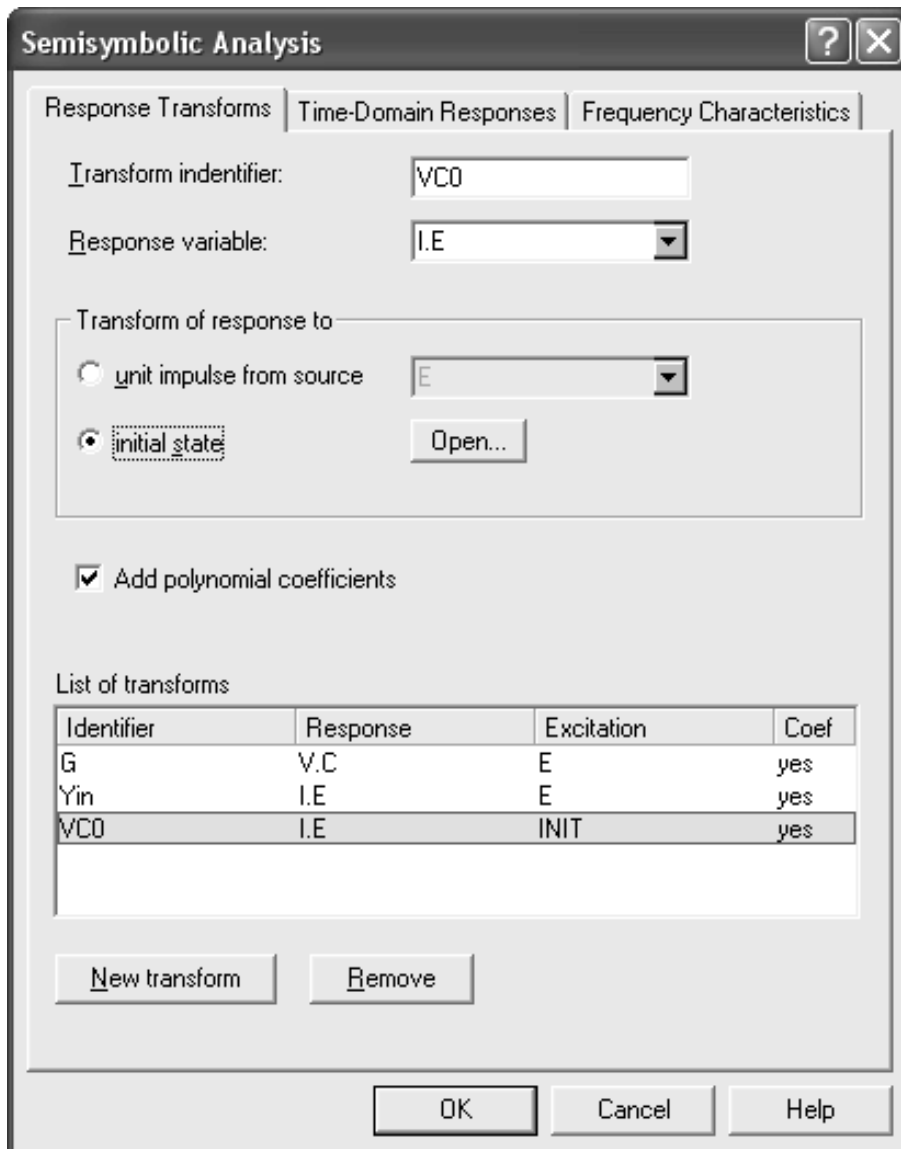 Semisymbolic Analysis
Response Transforms Time-Domain Responses Frequency Characteristics
Transform indentifier: VC0
Response variable: I.E
Transform of response to
unit impulse from source E
initial state Open...
Add polynomial coefficients
List of transforms
Identifier Response Excitation Coef
G V.C E yes
Yin I.E E yes
VC0 I.E INIT yes
New transform Remove
OK Cancel Help